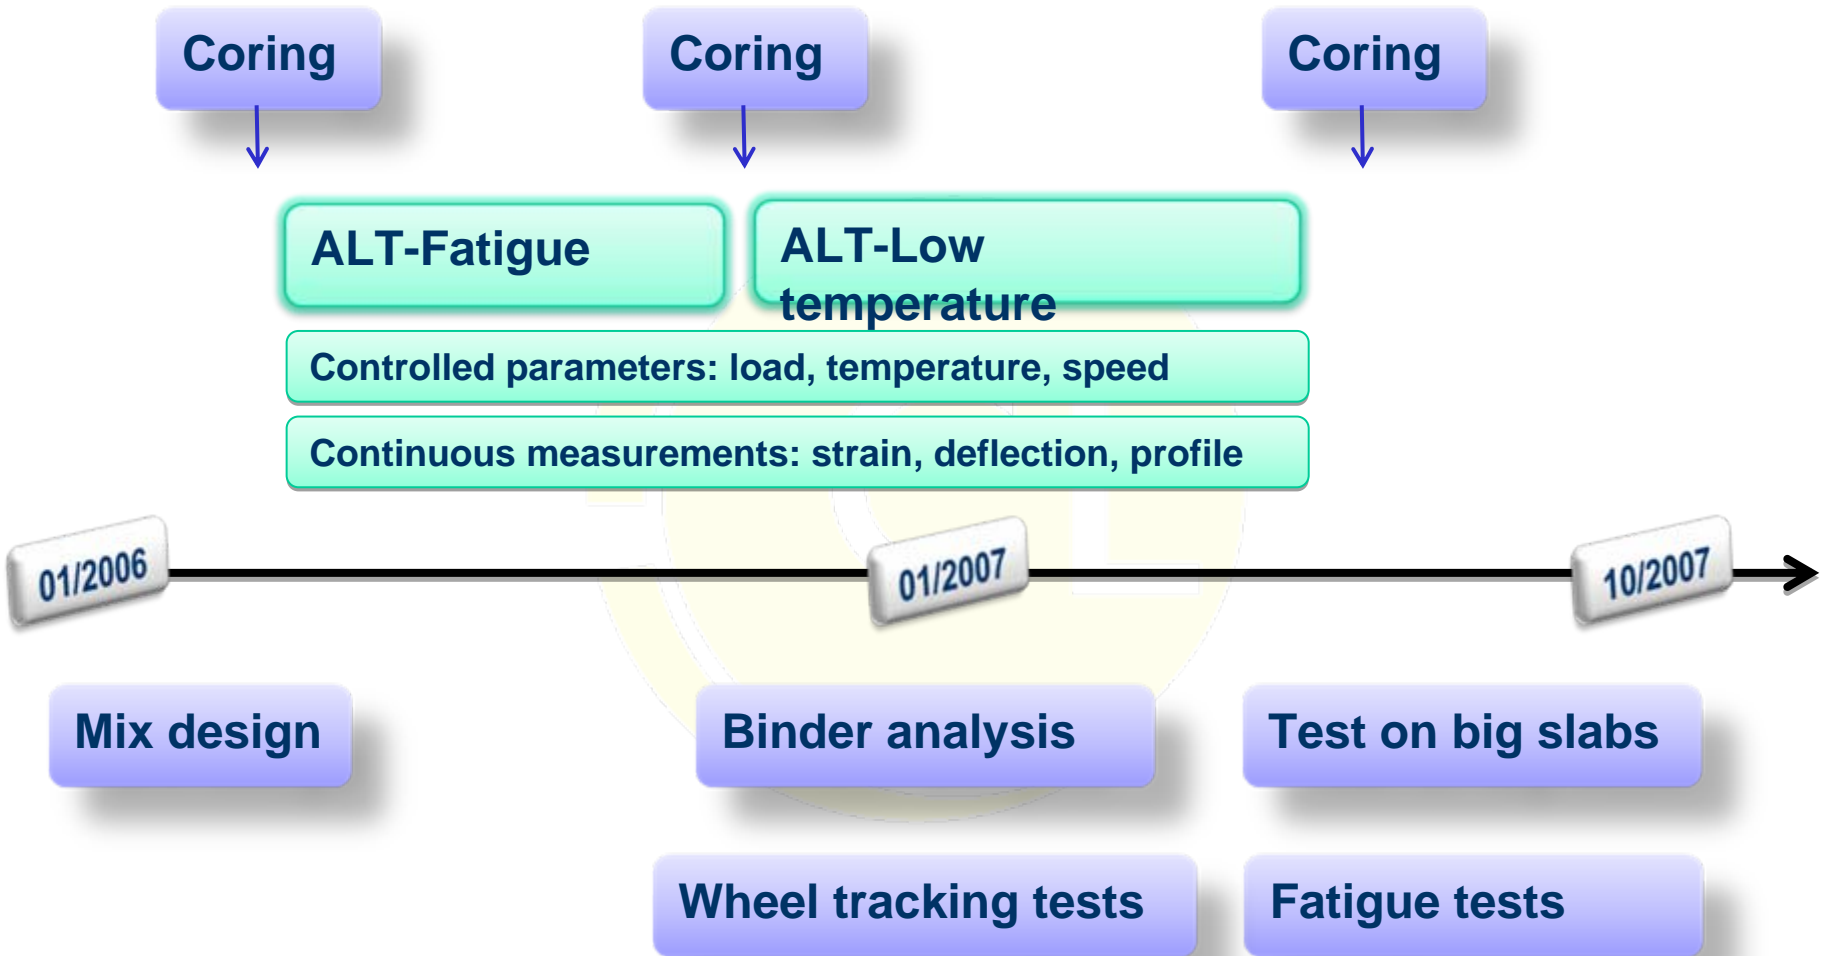 Coring
Coring
Coring
ALT-Fatigue
ALT-Low
temperature
Controlled parameters: load, temperature, speed
Continuous measurements: strain, deflection, profile
01/2006
01/2007
10/2007
Mix design
Binder analysis
Test on big slabs
Wheel tracking tests
Fatigue tests